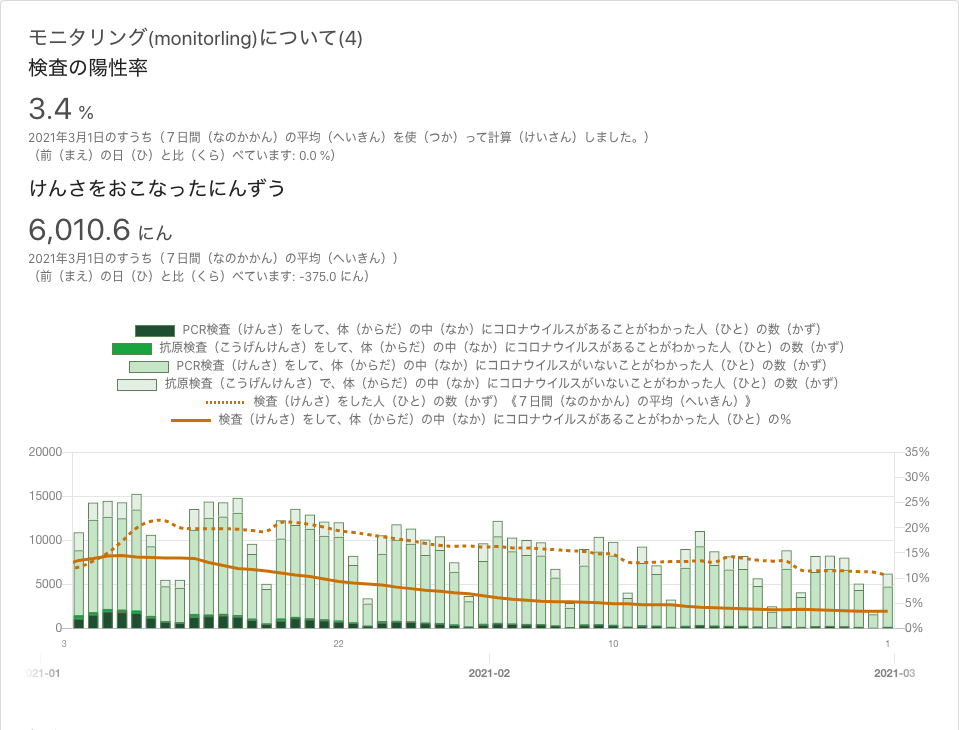 モニタリング(monitorling)について(4)
検査の陽性率
3.4 %
2021年3月1日のすうち（７日間（なのかかん）の平均（へいきん）を使（つか）って計算（けいさん）しました。）
（前（まえ）の日（ひ）と比（くら）べています: 0.0 %）
けんさをおこなったにんずう
6,010.6 にん
2021年3月1日のすうち（７日間（なのかかん）の平均（へいきん））
（前（まえ）の日（ひ）と比（くら）べています: -375.0 にん）
PCR検査（けんさ）をして、体（からだ）の中（なか）にコロナウイルスがあることがわかった人（ひと）の数（かず）
抗原検査（こうげんけんさ）をして、体（からだ）の中（なか）にコロナウイルスがあることがわかった人（ひと）の数（かず）
PCR検査（けんさ）をして、体（からだ）の中（なか）にコロナウイルスがいないことがわかった人（ひと）の数（かず）
抗原検査（こうげんけんさ）で、体（からだ）の中（なか）にコロナウイルスがいないことがわかった人（ひと）の数（かず）
検査（けんさ）をした人（ひと）の数（かず）《７日間（なのかかん）の平均（へいきん）》
検査（けんさ）をして、体（からだ）の中（なか）にコロナウイルスがあることがわかった人（ひと）の%
20000 35%
30%
15000 25%
20%
10000 15%
5000 10%
5%
0 0%
3 22 10 1
021-01 2021-02 2021-03